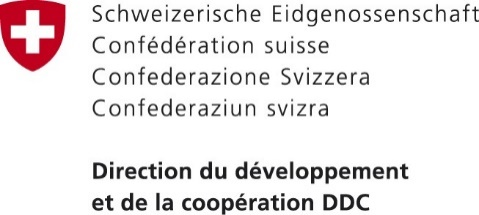 Schweizerische Eidgenossenschaft
Confédération suisse
Confederazione Svizzera
Confederaziun svizra
Direction du développement
et de la coopération DDC